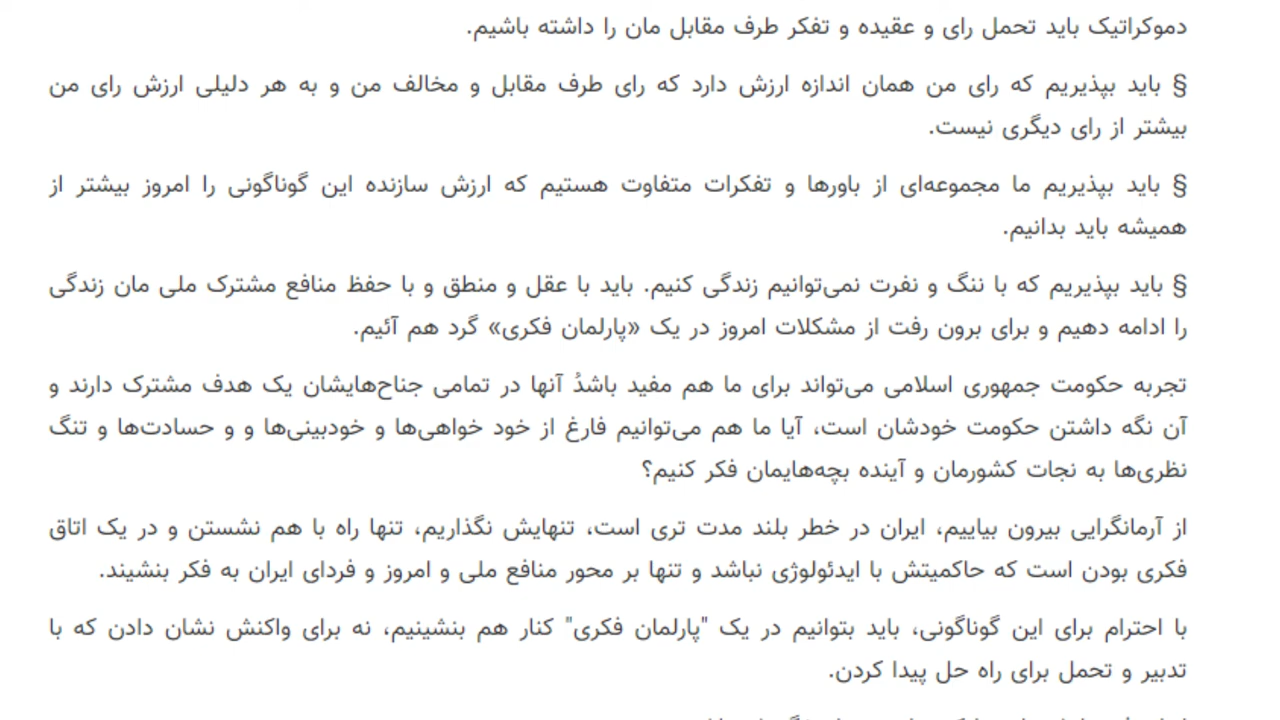 دموکراتیک باید تحمل رای و عقیده و تفکر طرف مقابل مان را داشته باشیم.
§ باید بپذیریم که رای من همان اندازه ارزش دارد که رای طرف مقابل و مخالف من و به هر دلیلی ارزش رای من
بیشتر از رای دیگری نیست.
§ باید بپذیریم ما مجموعه‌ای از باورها و تفکرات متفاوت هستیم که ارزش سازنده این گوناگونی را امروز بیشتر از
همیشه باید بدانیم.
§ باید بپذیریم که با ننگ و نفرت نمی‌توانیم زندگی کنیم. باید با عقل و منطق و با حفظ منافع مشترک ملی مان زندگی
را ادامه دهیم و برای برون رفت از مشکلات امروز در یک «پارلمان فکری» گرد هم آئیم.
تجربه حکومت جمهوری اسلامی می‌تواند برای ما هم مفید باشدُ آنها در تمامی جناح‌هایشان یک هدف مشترک دارند و
آن نگه داشتن حکومت خودشان است، آیا ما هم می‌توانیم فارغ از خود خواهی‌ها و خودبینی‌ها و و حسادت‌ها و تنگ
نظری‌ها به نجات کشورمان و آینده بچه‌هایمان فکر کنیم؟
از آرمانگرایی بیرون بیاییم، ایران در خطر بلند مدت تری است، تنهایش نگذاریم، تنها راه با هم نشستن و در یک اتاق
فکری بودن است که حاکمیتش با ایدئولوژی نباشد و تنها بر محور منافع ملی و امروز و فردای ایران به فکر بنشیند.
با احترام برای این گوناگونی، باید بتوانیم در یک "پارلمان فکری" کنار هم بنشینیم، نه برای واکنش نشان دادن که با
تدبیر و تحمل برای راه حل پیدا کردن.